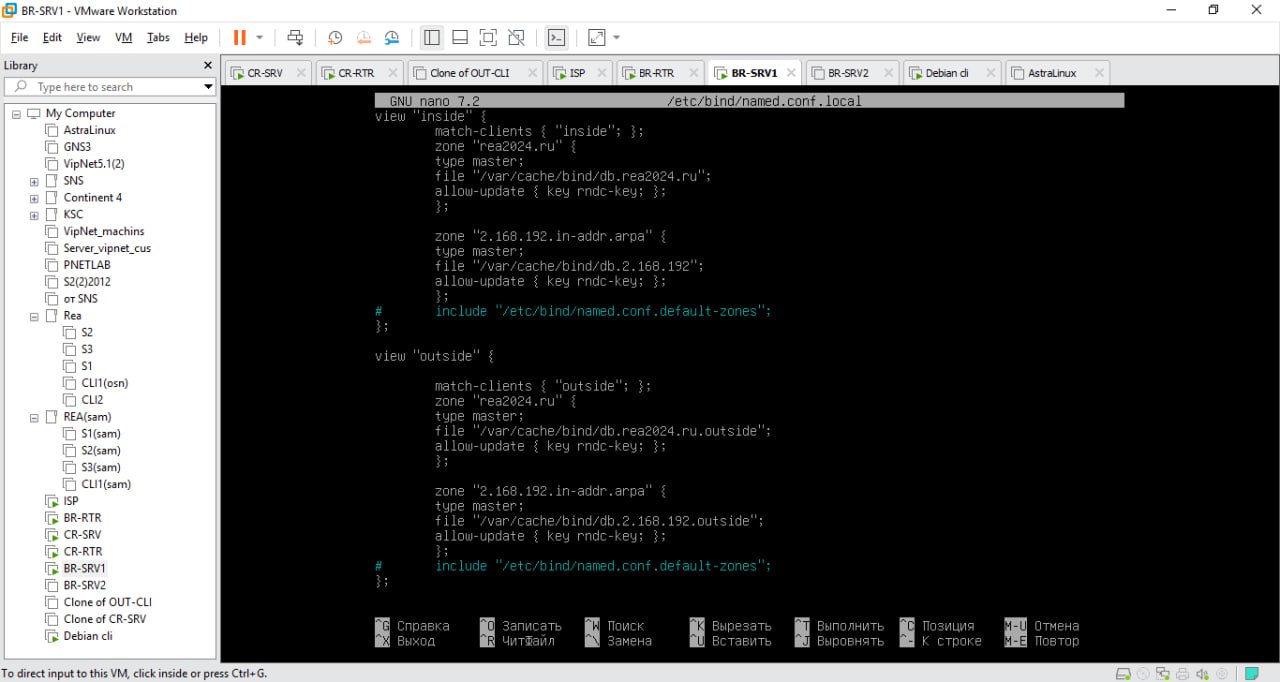 BR-SRV1 - VMware Workstation
File Edit View VM Tabs Help
Library
Type here to search
My Computer
AstraLinux
GNS3
VipNet5.1(2)
SNS
Continent 4
KSC
VipNet_machins
Server_vipnet_cus
PNETLAB
S2(2)2012
от SNS
Rea
S2
S3
S1
CLI1(osn)
CLI2
REA(sam)
S1(sam)
S2(sam)
S3(sam)
CLI1(sam)
ISP
BR-RTR
CR-SRV
CR-RTR
BR-SRV1
BR-SRV2
Clone of OUT-CLI
Clone of CR-SRV
Debian cli
CR-SRV CR-RTR Clone of OUT-CLI ISP BR-RTR BR-SRV1 BR-SRV2 Debian cli AstraLinux
GNU nano 7.2 /etc/bind/named.conf.local
view "inside" {
match-clients { "inside"; };
zone "rea2024.ru" {
type master;
file "/var/cache/bind/db.rea2024.ru";
allow-update { key rndc-key; };
};
zone "2.168.192.in-addr.arpa" {
type master;
file "/var/cache/bind/db.2.168.192";
allow-update { key rndc-key; };
};
# include "/etc/bind/named.conf.default-zones";
};
view "outside" {
match-clients { "outside"; };
zone "rea2024.ru" {
type master;
file "/var/cache/bind/db.rea2024.ru.outside";
allow-update { key rndc-key; };
};
zone "2.168.192.in-addr.arpa" {
type master;
file "/var/cache/bind/db.2.168.192.outside";
allow-update { key rndc-key; };
};
# include "/etc/bind/named.conf.default-zones";
};
^G Справка ^O Записать ^W Поиск ^K Вырезать ^T Выполнить ^C Позиция M-U Отмена
^X Выход ^R ЧитФайл ^\ Замена ^U Вставить ^J Выровнять ^- К строке M-E Повтор
To direct input to this VM, click inside or press Ctrl+G.